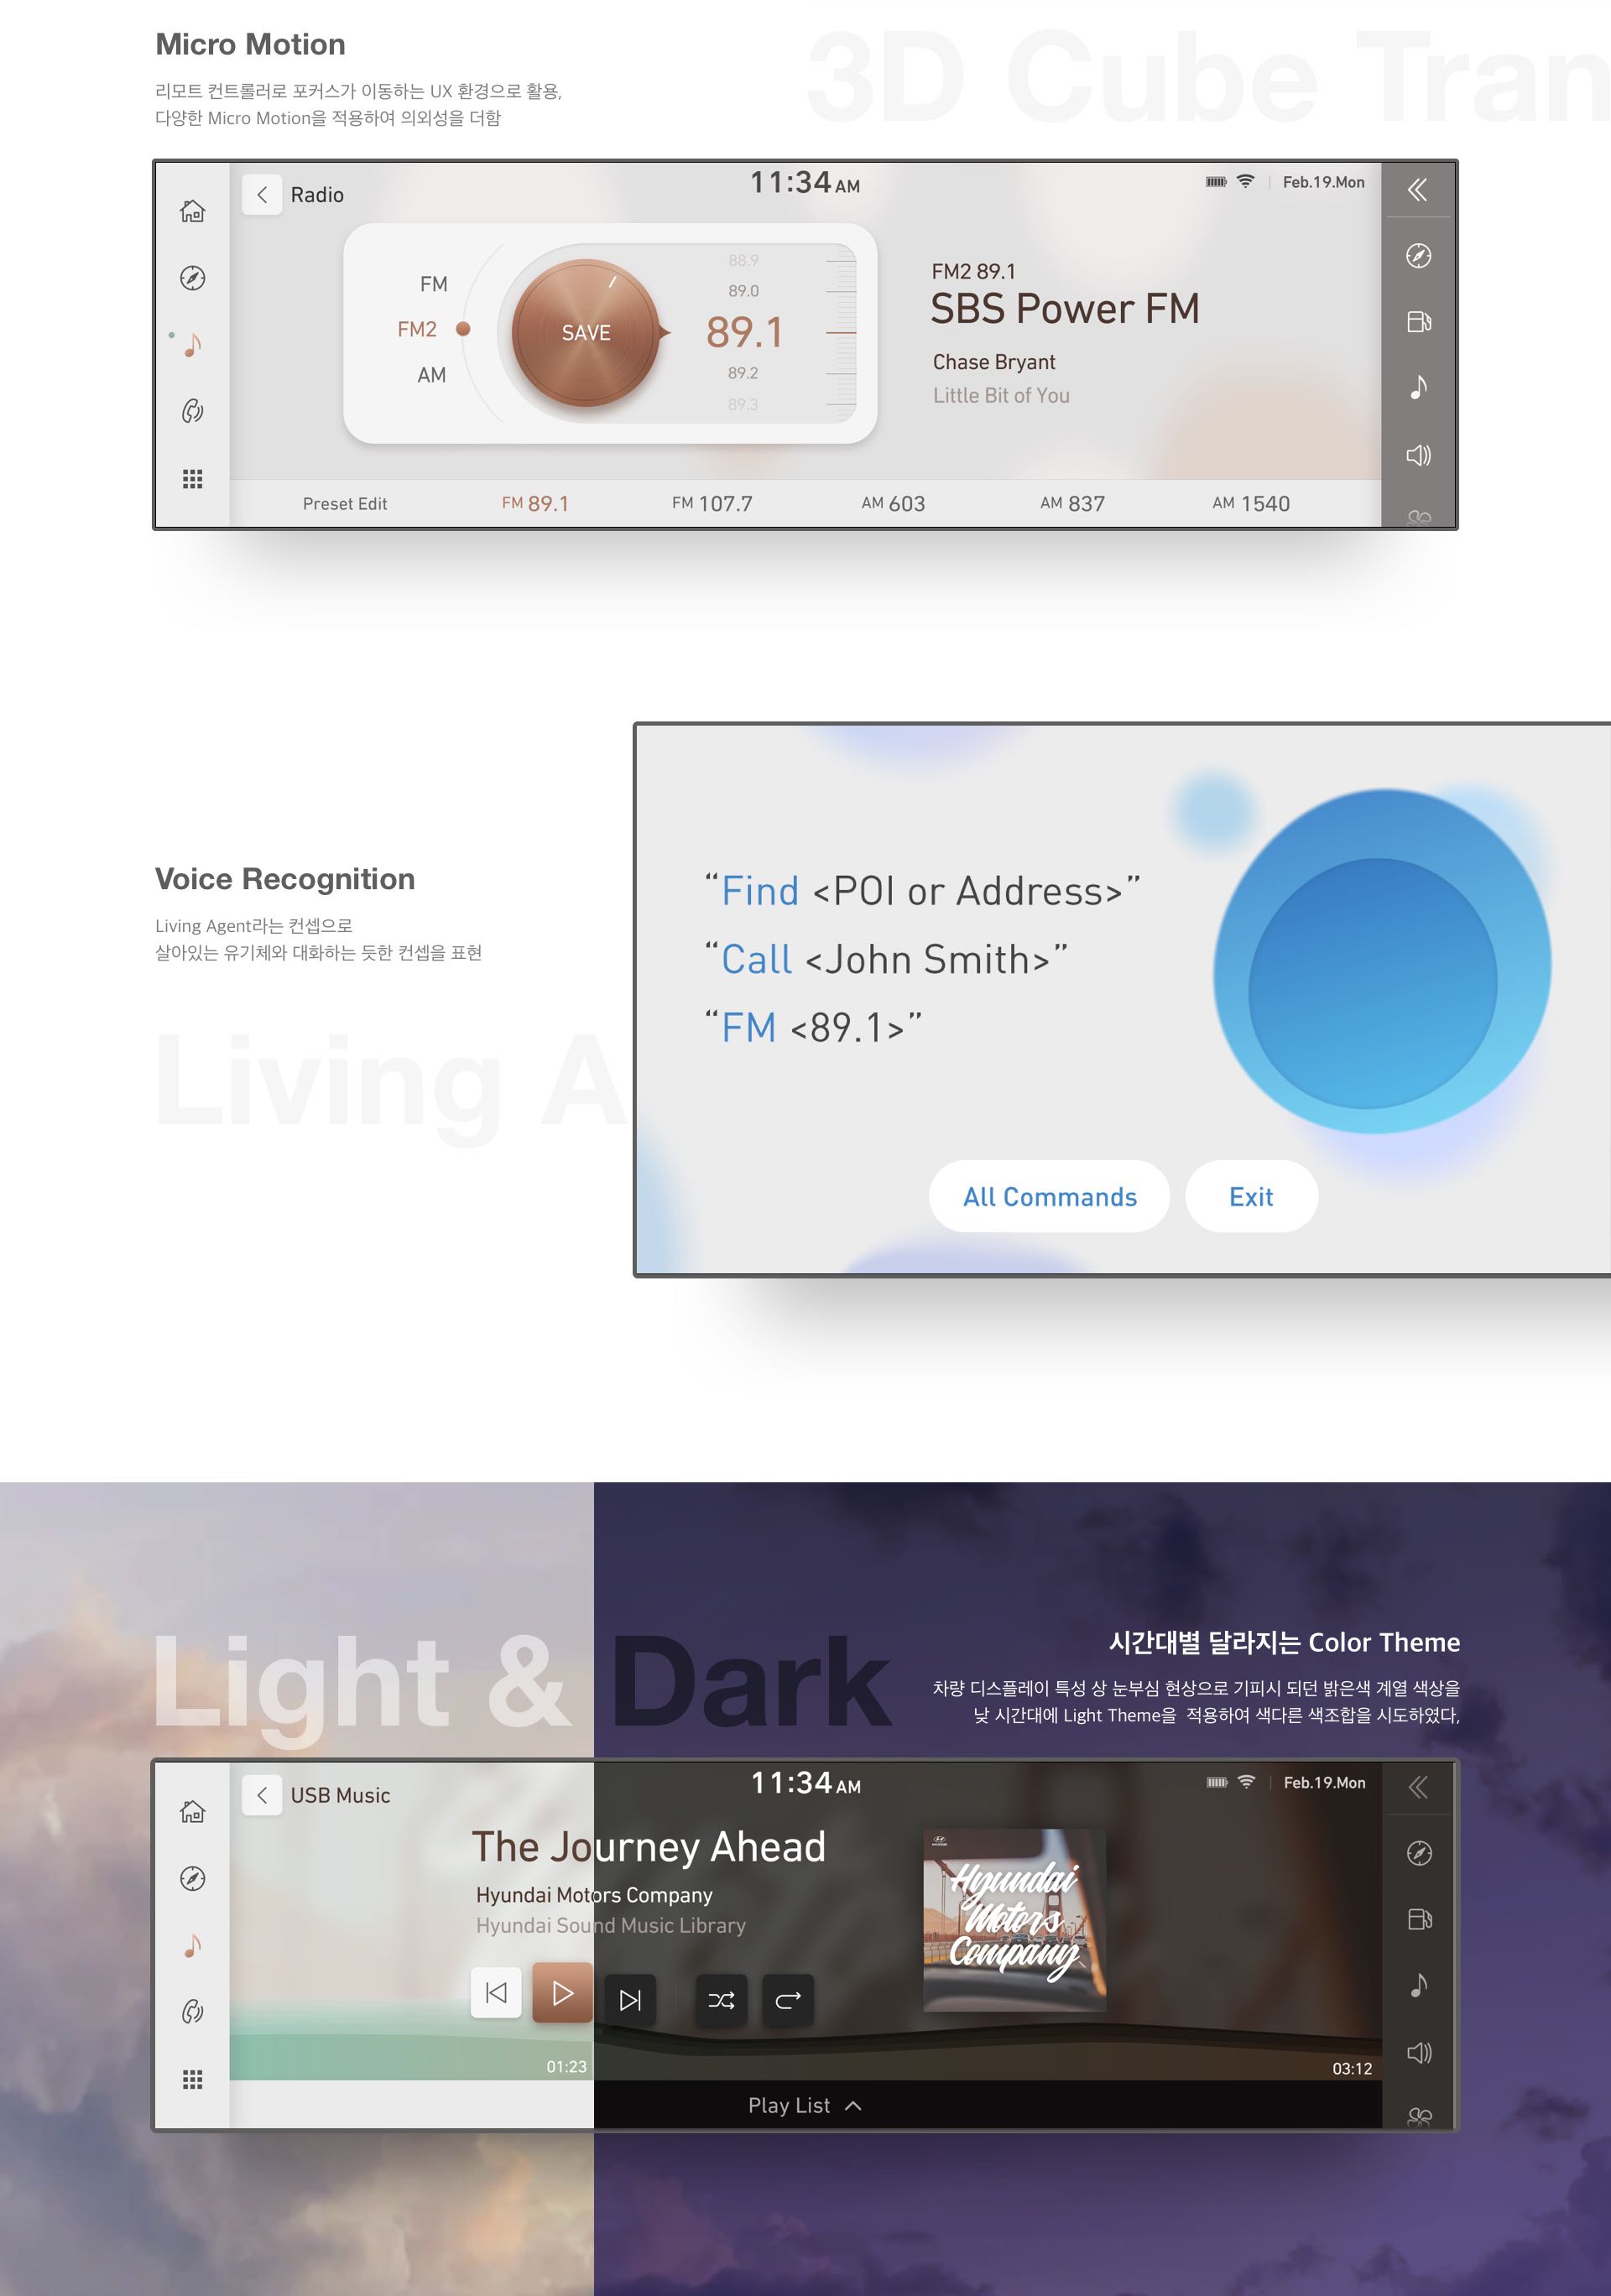 Micro Motion
3D Cube Tran
리모트 컨트롤러로 포커스가 이동하는 UX 환경으로 활용,
다양한 Micro Motion을 적용하여 의외성을 더함
Radio
11:34 AM
Feb.19.Mon
FM
FM2
AM
SAVE
88.9
89.0
89.1
89.2
89.3
FM2 89.1
SBS Power FM
Chase Bryant
Little Bit of You
Preset Edit
FM 89.1
FM 107.7
AM 603
AM 837
AM 1540
Voice Recognition
Living Agent라는 컨셉으로
살아있는 유기체와 대화하는 듯한 컨셉을 표현
Living A
“Find <POI or Address>”
“Call <John Smith>”
“FM <89.1>”
All Commands
Exit
Light & Dark
시간대별 달라지는 Color Theme
차량 디스플레이 특성 상 눈부심 현상으로 기피시 되던 밝은색 계열 색상을
낮 시간대에 Light Theme을 적용하여 색다른 색조합을 시도하였다,
USB Music
11:34 AM
Feb.19.Mon
The Journey Ahead
Hyundai Motors Company
Hyundai Sound Music Library
Hyundai
Motors
Company
01:23
03:12
Play List